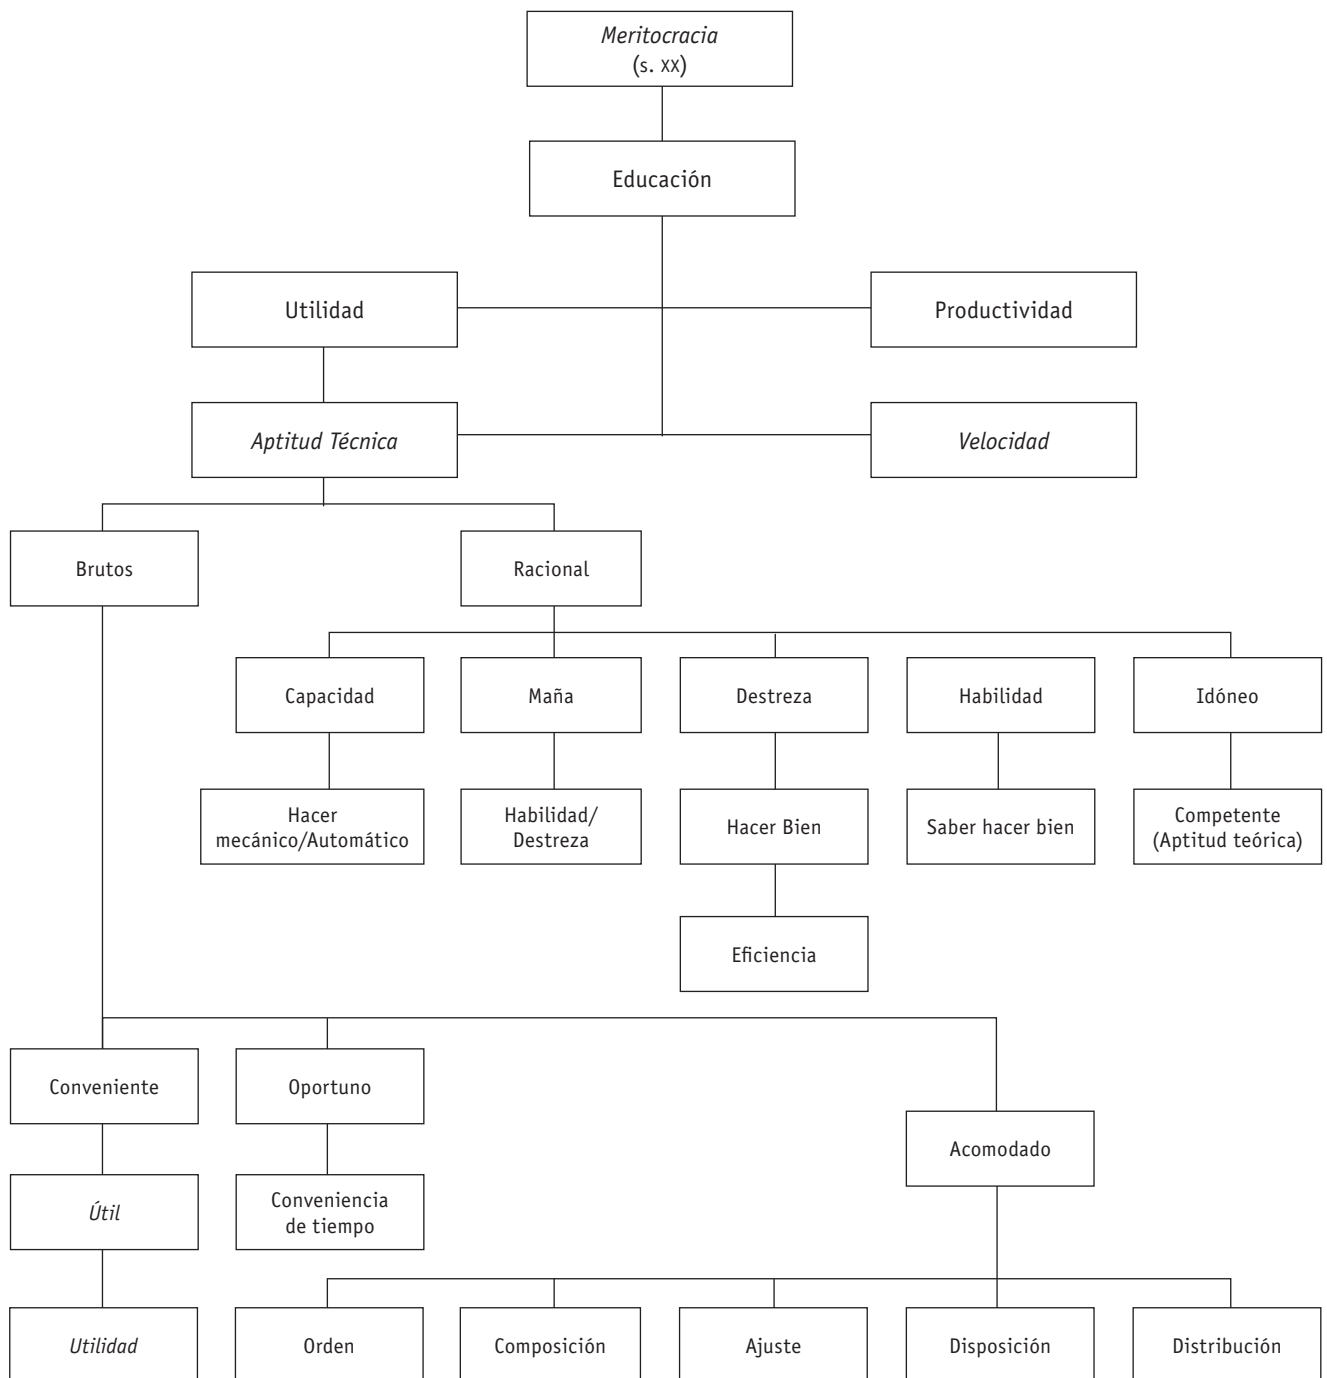 Meritocracia
(s. XX)
Educación
Utilidad
Productividad
Aptitud Técnica
Velocidad
Brutos
Racional
Capacidad
Maña
Destreza
Habilidad
Idóneo
Hacer
mecánico/Automático
Habilidad/
Destreza
Hacer Bien
Saber hacer bien
Competente
(Aptitud teórica)
Eficiencia
Conveniente
Oportuno
Acomodado
Útil
Conveniencia
de tiempo
Utilidad
Orden
Composición
Ajuste
Disposición
Distribución